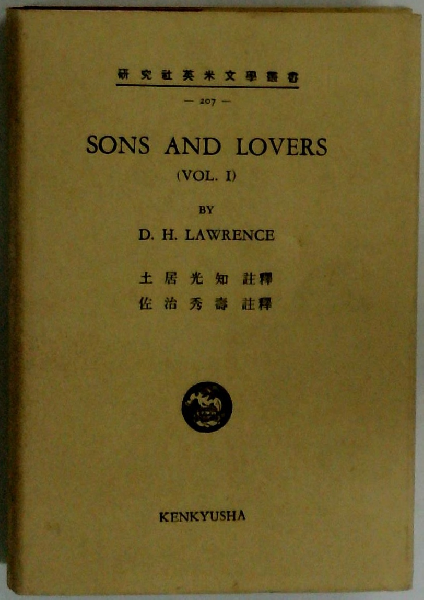 研究社英米文學叢書
— 207 —
SONS AND LOVERS
(VOL. I)
BY
D. H. LAWRENCE
土居光知 註釋
佐治秀壽 註釋
KENKYUSHA